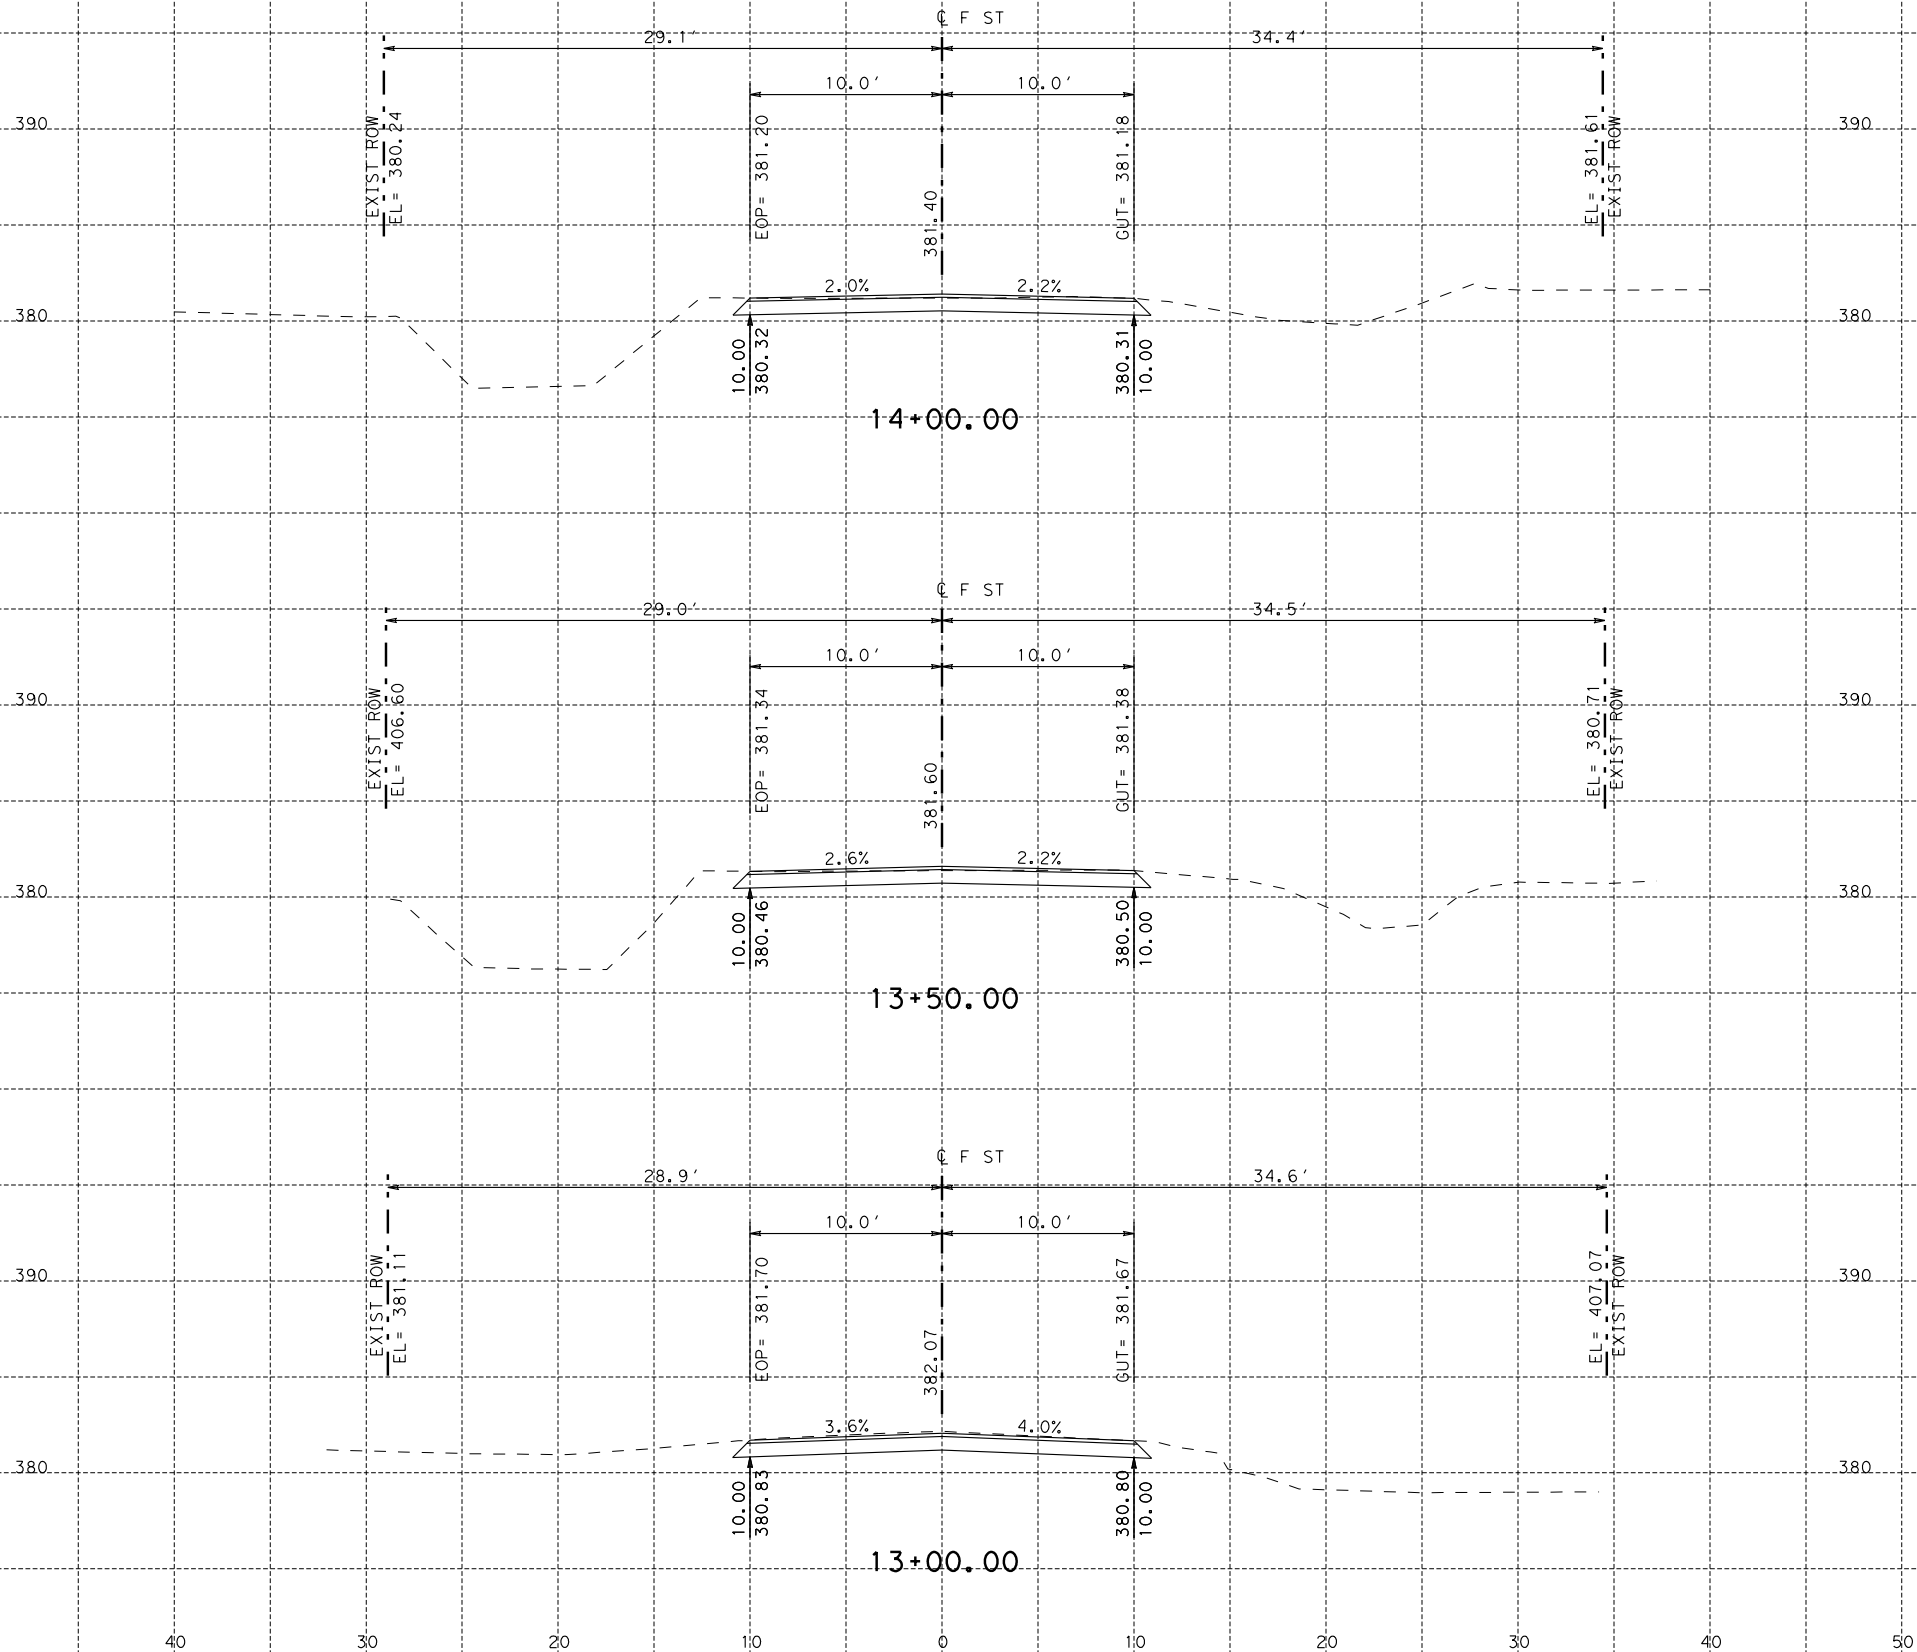 ℄ F ST
29.1' 34.4'
10.0' 10.0'
390 390
EXIST ROW
EL= 380.24
EOP= 381.20
381.40
GUT= 381.18
EL= 381.61
EXIST ROW
2.0% 2.2%
380 380
10.00
380.32
380.31
10.00
14+00.00
℄ F ST
29.0' 34.5'
10.0' 10.0'
390 390
EXIST ROW
EL= 406.60
EOP= 381.34
381.60
GUT= 381.38
EL= 380.71
EXIST ROW
2.6% 2.2%
380 380
10.00
380.46
380.50
10.00
13+50.00
℄ F ST
28.9' 34.6'
10.0' 10.0'
390 390
EXIST ROW
EL= 381.11
EOP= 381.70
382.07
GUT= 381.67
EL= 407.07
EXIST ROW
3.6% 4.0%
380 380
10.00
380.83
380.80
10.00
13+00.00
40 30 20 10 0 10 20 30 40 50